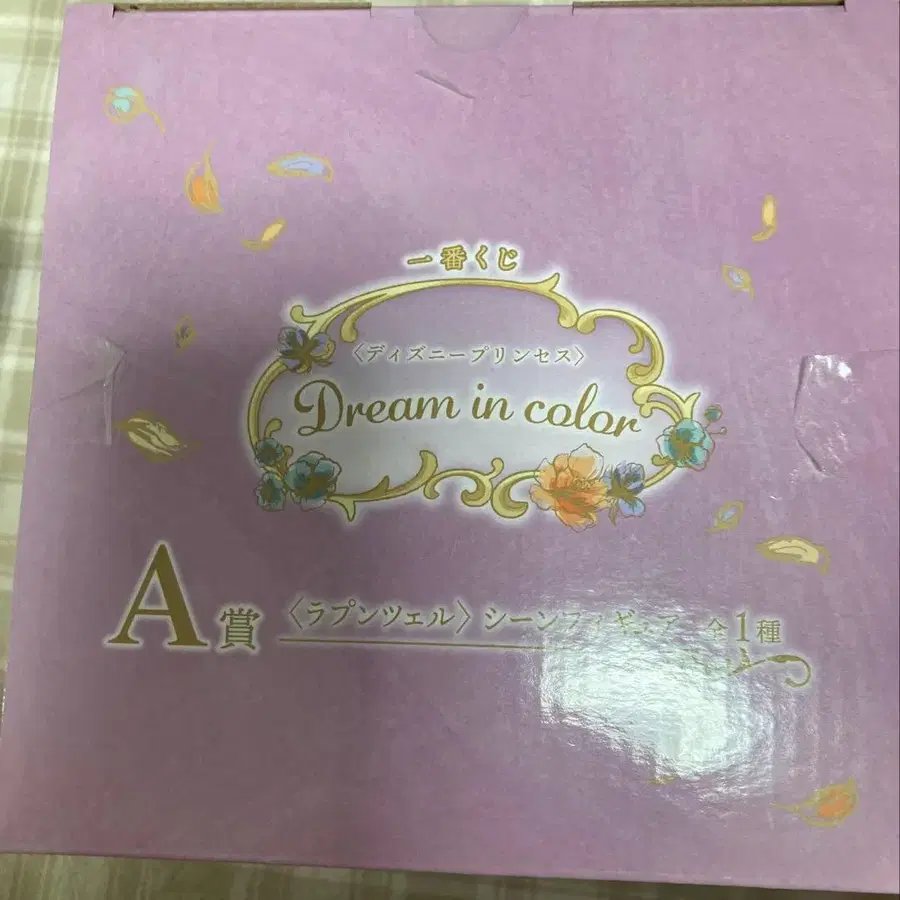 一番くじ
〈ディズニープリンセス〉
Dream in color
A賞 〈ラプンツェル〉シーンフィギュア 全1種